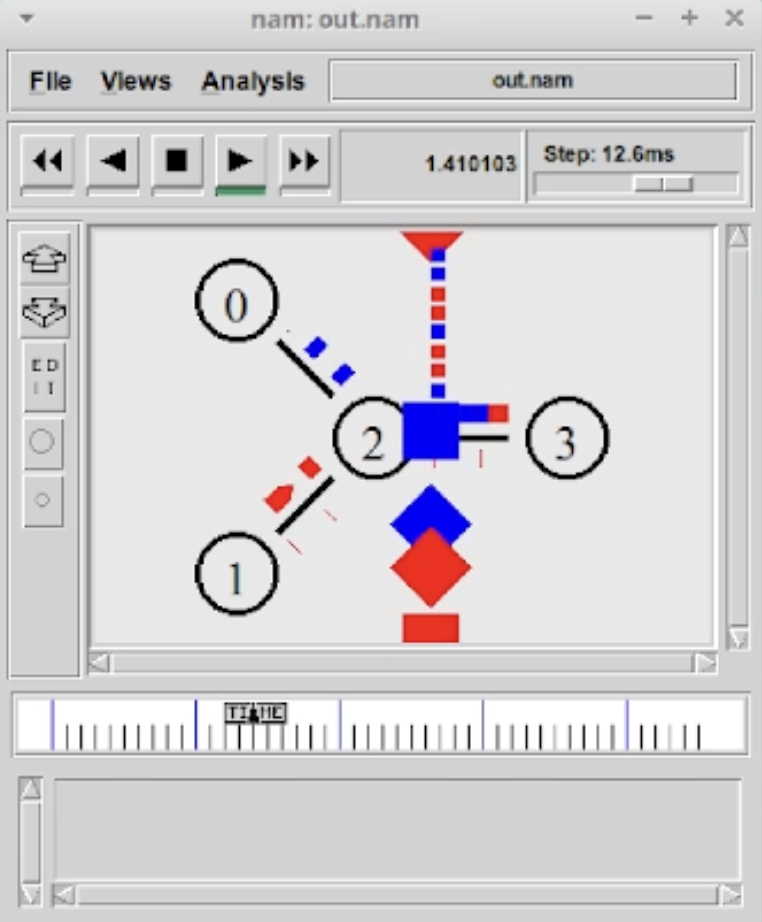 nam: out.nam
File Views Analysis out.nam
1.410103 Step: 12.6ms
E D
I T
0
2 3
1
TIME